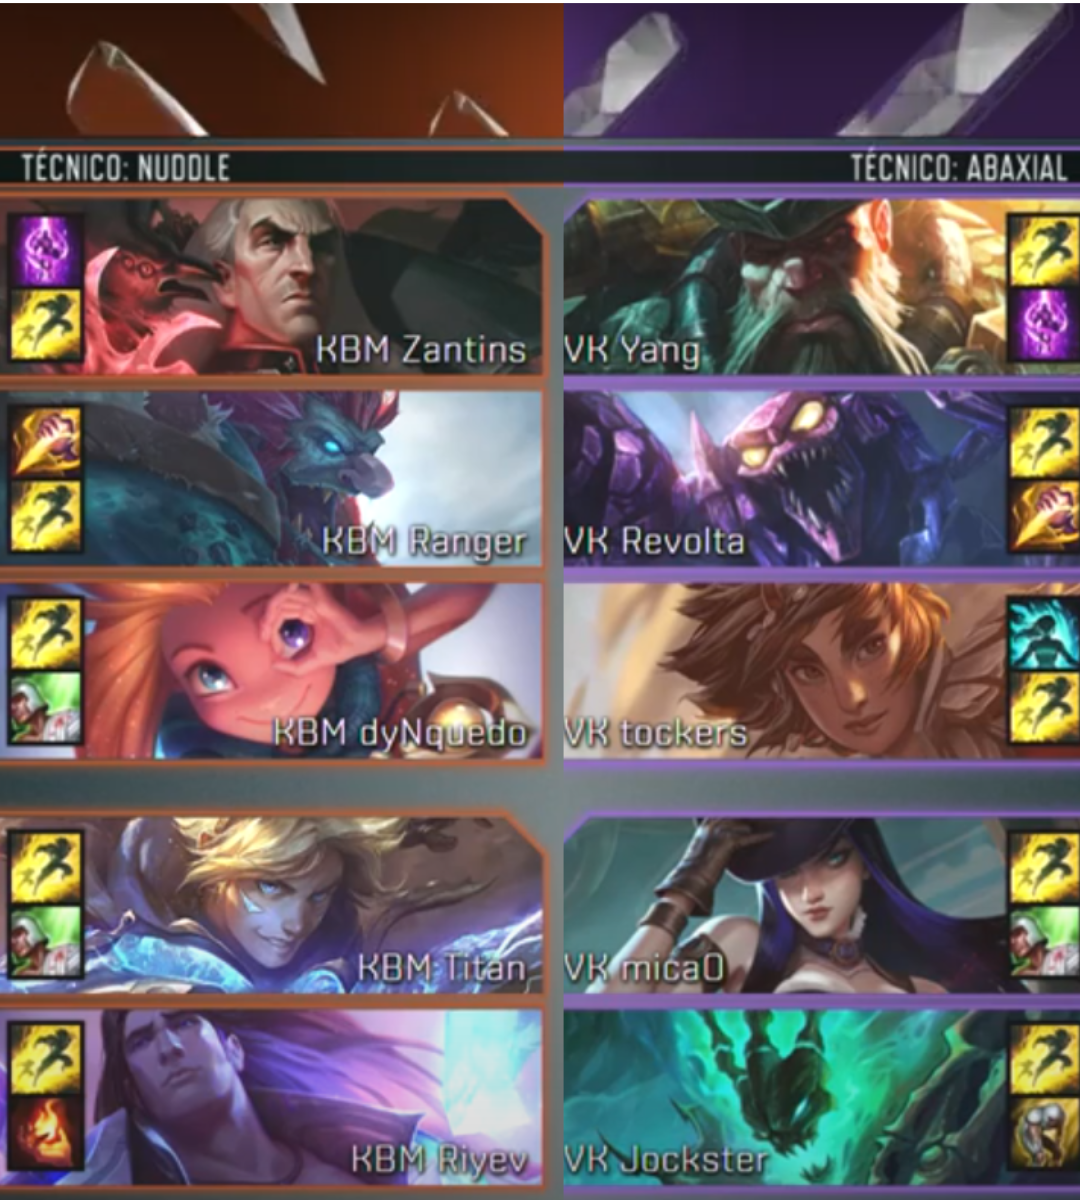 TÉCNICO: NUDDLE
TÉCNICO: ABAXIAL
KBM Zantins
VK Yang
KBM Ranger
VK Revolta
KBM dyNquedo
VK tockers
KBM Titan
VK micaO
KBM Riyev
VK Jockster